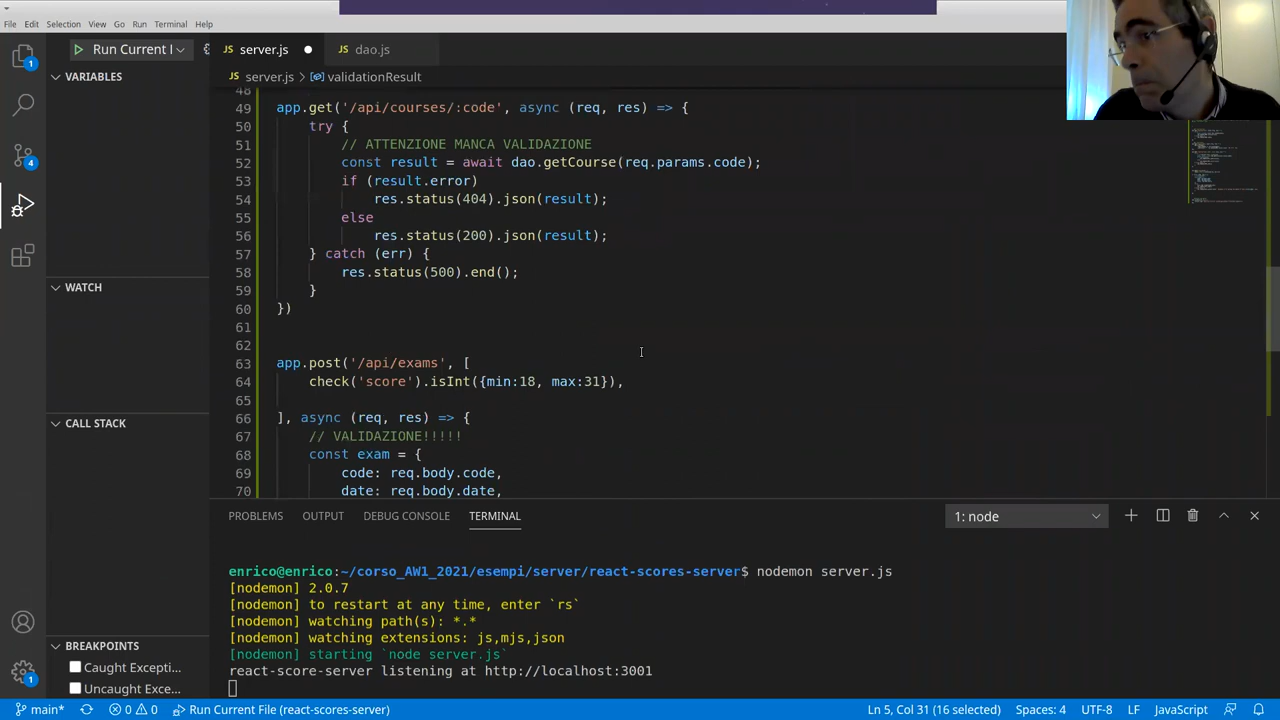 File Edit Selection View Go Run Terminal Help
Run Current
JS server.js
JS dao.js
VARIABLES
JS server.js > validationResult
48
49 app.get('/api/courses/:code', async (req, res) => {
50 try {
51 // ATTENZIONE MANCA VALIDAZIONE
52 const result = await dao.getCourse(req.params.code);
53 if (result.error)
54 res.status(404).json(result);
55 else
56 res.status(200).json(result);
57 } catch (err) {
58 res.status(500).end();
59 }
60 })
61
62
63 app.post('/api/exams', [
64 check('score').isInt({min:18, max:31}),
65
66 ], async (req, res) => {
67 // VALIDAZIONE!!!!!
68 const exam = {
69 code: req.body.code,
70 date: req.body.date,
1
4
WATCH
CALL STACK
BREAKPOINTS
Caught Excepti...
Uncaught Exce...
1
PROBLEMS OUTPUT DEBUG CONSOLE TERMINAL
1: node
enrico@enrico:~/corso_AW1_2021/esempi/server/react-scores-server$ nodemon server.js
[nodemon] 2.0.7
[nodemon] to restart at any time, enter `rs`
[nodemon] watching path(s): *.*
[nodemon] watching extensions: js,mjs,json
[nodemon] starting `node server.js`
react-score-server listening at http://localhost:3001
main* 0 0 Run Current File (react-scores-server) Ln 5, Col 31 (16 selected) Spaces: 4 UTF-8 LF JavaScript